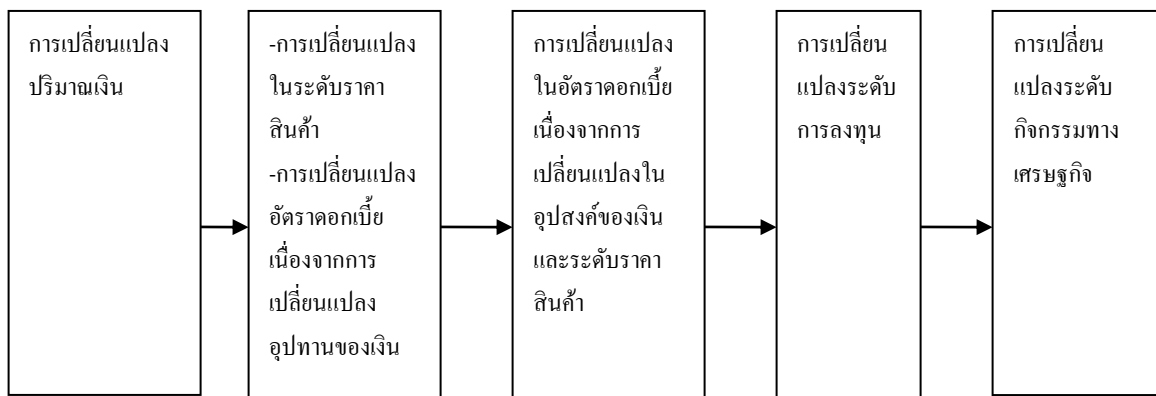 การเปลี่ยนแปลง
ปริมาณเงิน
-การเปลี่ยนแปลง
ในระดับราคา
สินค้า
-การเปลี่ยนแปลง
อัตราดอกเบี้ย
เนื่องจากการ
เปลี่ยนแปลง
อุปทานของเงิน
การเปลี่ยนแปลง
ในอัตราดอกเบี้ย
เนื่องจากการ
เปลี่ยนแปลงใน
อุปสงค์ของเงิน
และระดับราคา
สินค้า
การเปลี่ยน
แปลงระดับ
การลงทุน
การเปลี่ยน
แปลงระดับ
กิจกรรมทาง
เศรษฐกิจ